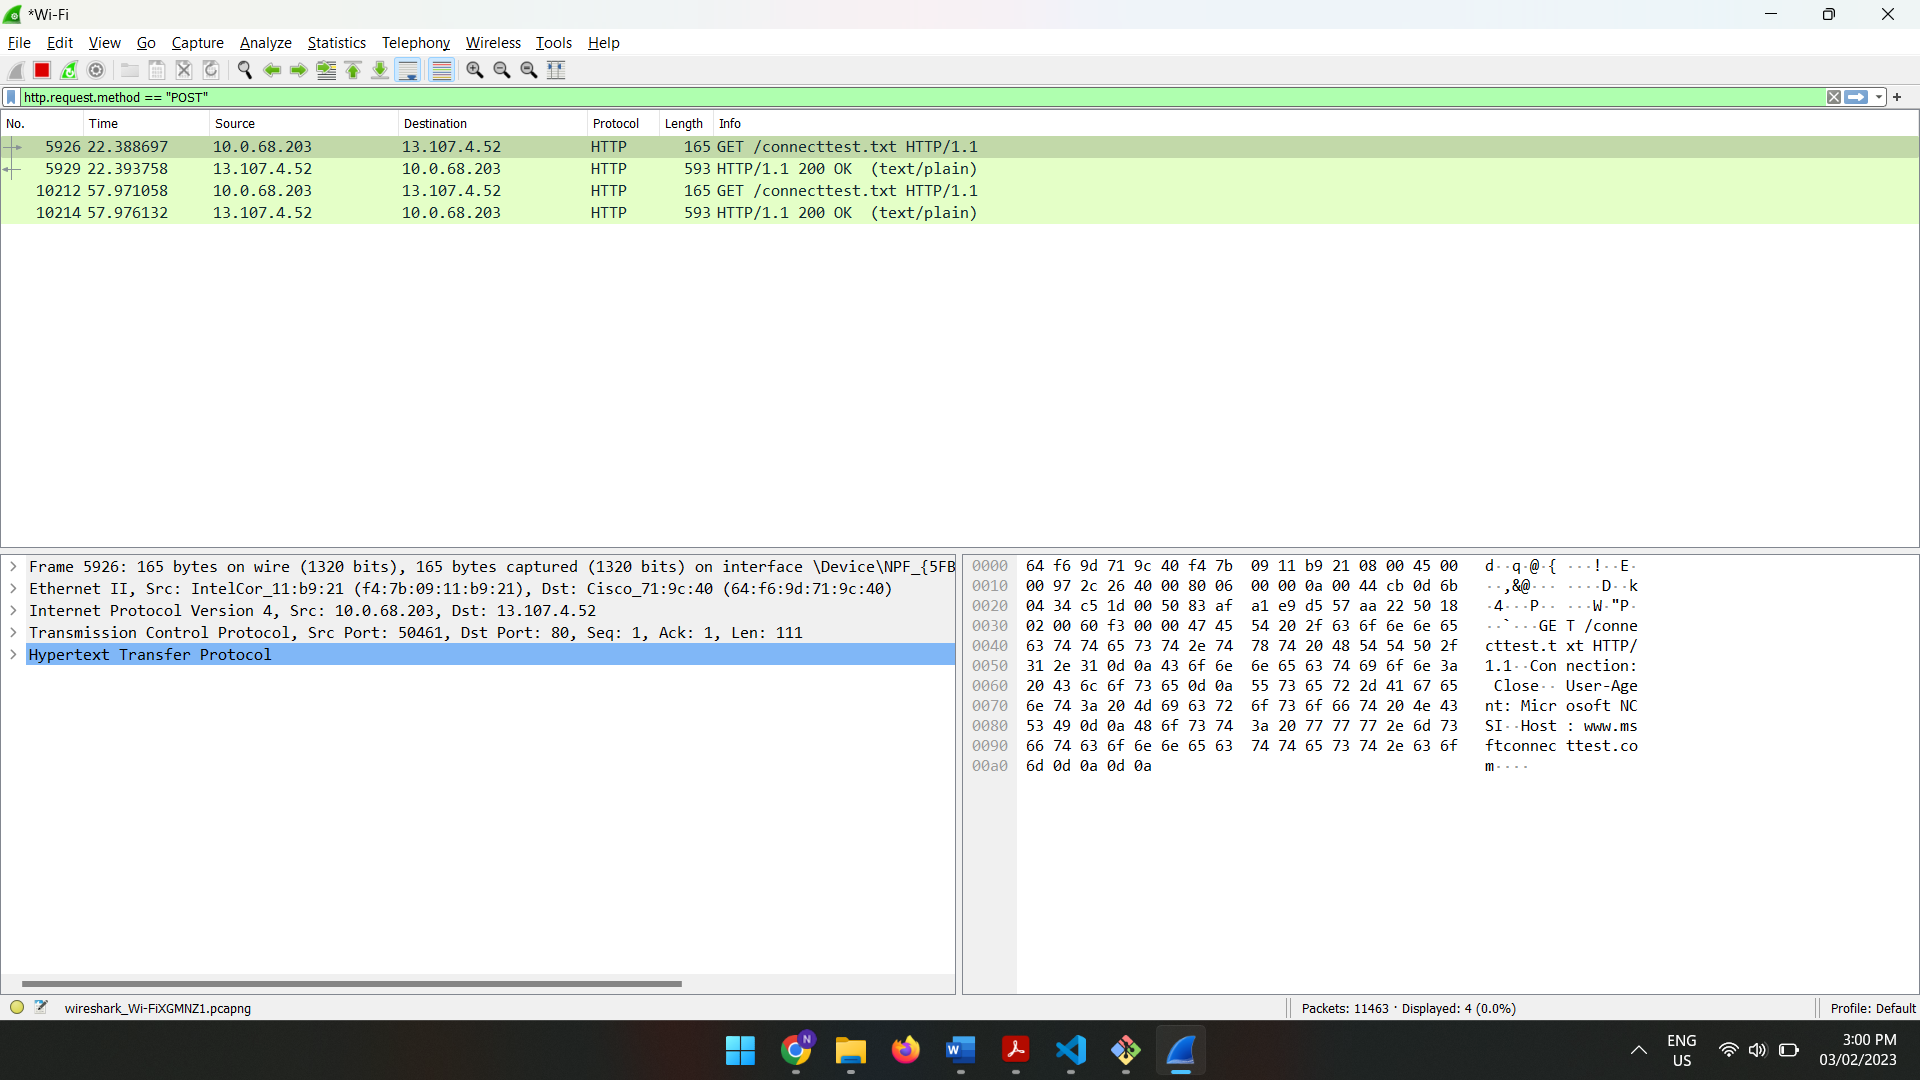 *Wi-Fi
File Edit View Go Capture Analyze Statistics Telephony Wireless Tools Help
http.request.method == "POST"
No. Time Source Destination Protocol Length Info
5926 22.388697 10.0.68.203 13.107.4.52 HTTP 165 GET /connecttest.txt HTTP/1.1
5929 22.393758 13.107.4.52 10.0.68.203 HTTP 593 HTTP/1.1 200 OK (text/plain)
10212 57.971058 10.0.68.203 13.107.4.52 HTTP 165 GET /connecttest.txt HTTP/1.1
10214 57.976132 13.107.4.52 10.0.68.203 HTTP 593 HTTP/1.1 200 OK (text/plain)
Frame 5926: 165 bytes on wire (1320 bits), 165 bytes captured (1320 bits) on interface \Device\NPF_{5FB
Ethernet II, Src: IntelCor_11:b9:21 (f4:7b:09:11:b9:21), Dst: Cisco_71:9c:40 (64:f6:9d:71:9c:40)
Internet Protocol Version 4, Src: 10.0.68.203, Dst: 13.107.4.52
Transmission Control Protocol, Src Port: 50461, Dst Port: 80, Seq: 1, Ack: 1, Len: 111
Hypertext Transfer Protocol
0000 64 f6 9d 71 9c 40 f4 7b 09 11 b9 21 08 00 45 00 d··q·@·{ ···!··E·
0010 00 97 2c 26 40 00 80 06 00 00 0a 00 44 cb 0d 6b ··,&@··· ····D··k
0020 04 34 c5 1d 00 50 83 af a1 e9 d5 57 aa 22 50 18 ·4···P·· ···W·"P·
0030 02 00 60 f3 00 00 47 45 54 20 2f 63 6f 6e 6e 65 ··`···GE T /conne
0040 63 74 74 65 73 74 2e 74 78 74 20 48 54 54 50 2f cttest.t xt HTTP/
0050 31 2e 31 0d 0a 43 6f 6e 6e 65 63 74 69 6f 6e 3a 1.1··Con nection:
0060 20 43 6c 6f 73 65 0d 0a 55 73 65 72 2d 41 67 65 Close·· User-Age
0070 6e 74 3a 20 4d 69 63 72 6f 73 6f 66 74 20 4e 43 nt: Micr osoft NC
0080 53 49 0d 0a 48 6f 73 74 3a 20 77 77 77 2e 6d 73 SI··Host : www.ms
0090 66 74 63 6f 6e 6e 65 63 74 74 65 73 74 2e 63 6f ftconnec ttest.co
00a0 6d 0d 0a 0d 0a m····
wireshark_Wi-FiXGMNZ1.pcapng
Packets: 11463 · Displayed: 4 (0.0%)
Profile: Default
N
ENG
US
3:00 PM
03/02/2023